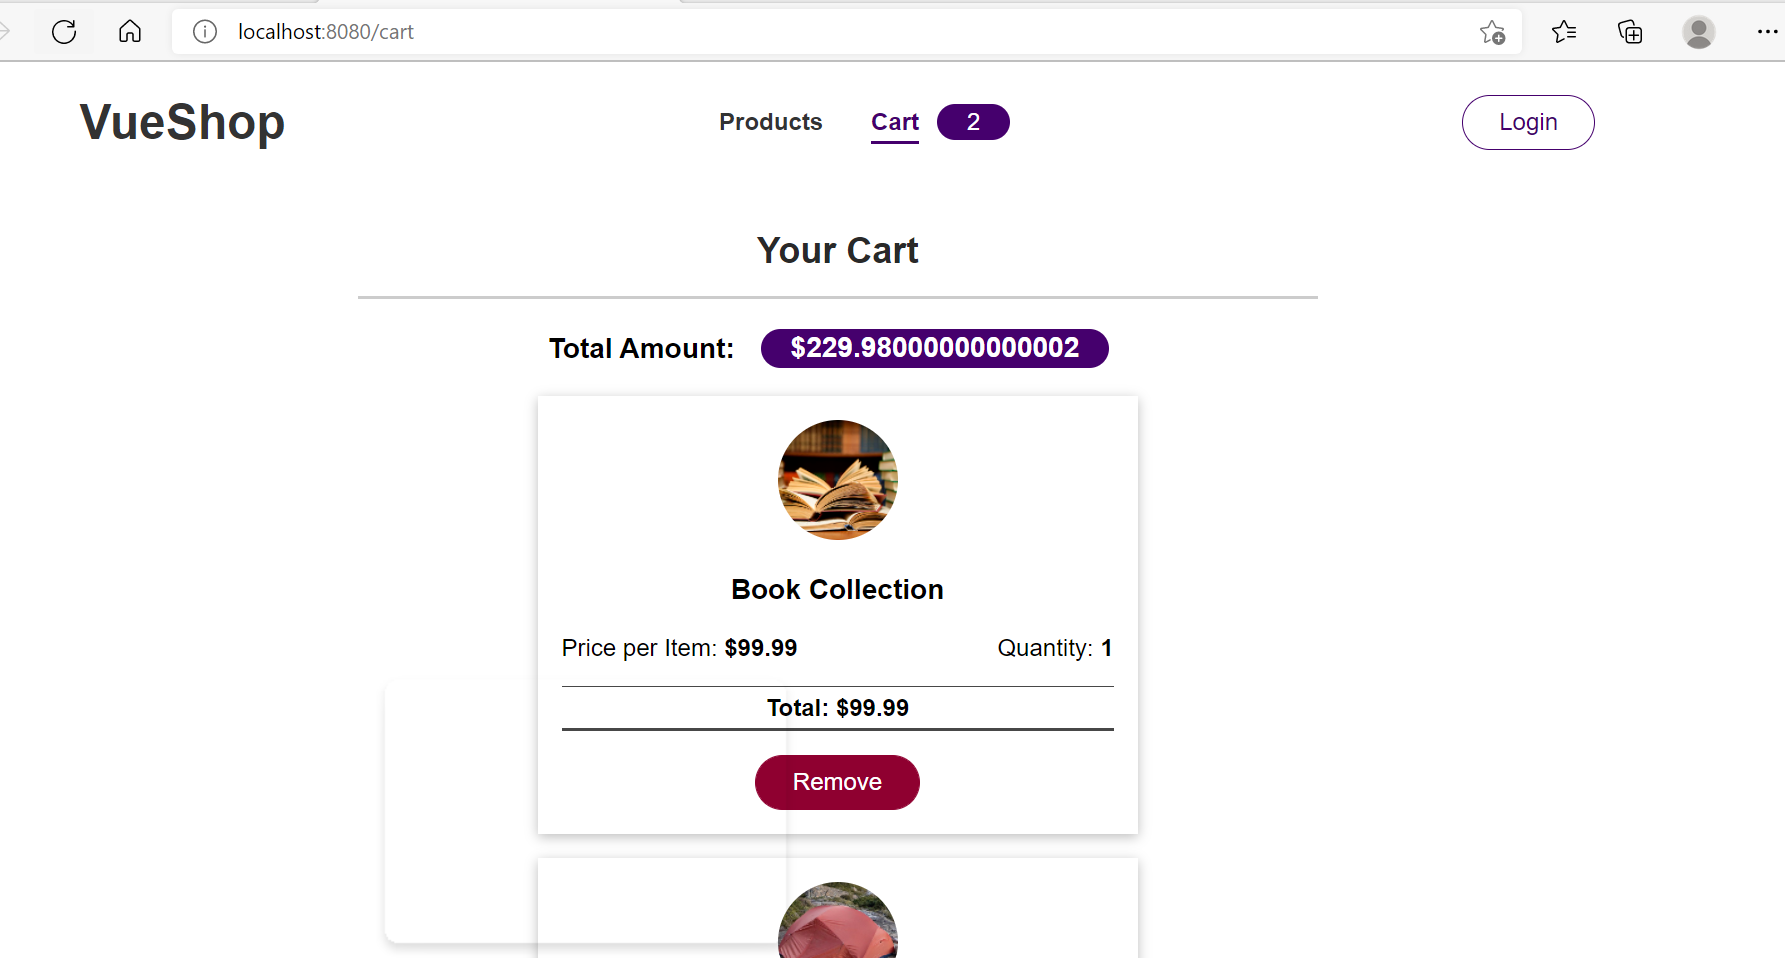 localhost:8080/cart
VueShop
Products Cart 2
Login
Your Cart
Total Amount: $229.98000000000002
Book Collection
Price per Item: $99.99 Quantity: 1
Total: $99.99
Remove